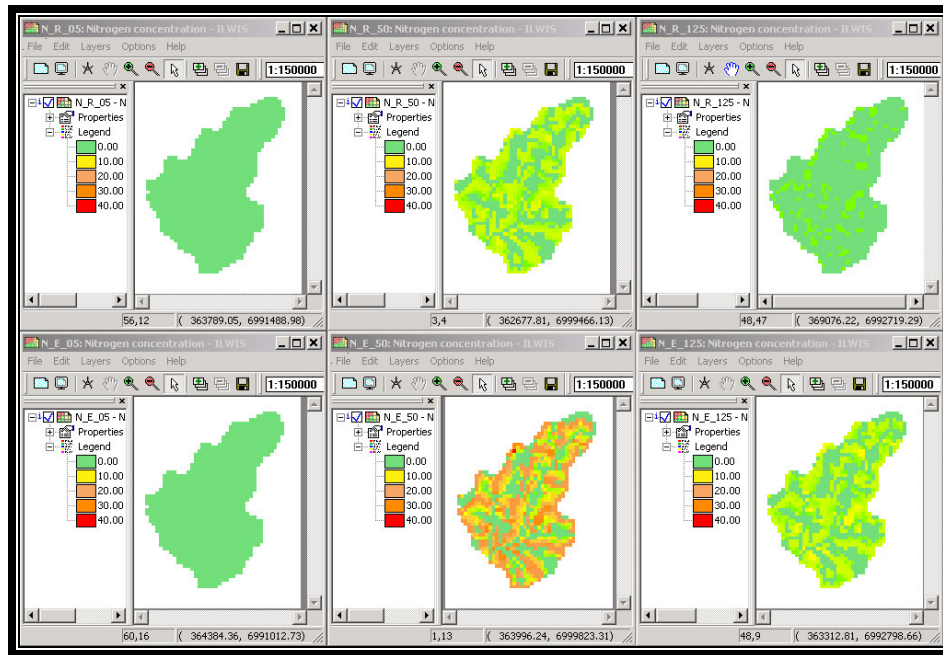 N_R_05: Nitrogen concentration - ILWIS
File Edit Layers Options Help
1:150000
N_R_05 - N
Properties
Legend
0.00
10.00
20.00
30.00
40.00
56,12 ( 363789.05, 6991488.98)
N_R_50: Nitrogen concentration - ILWIS
File Edit Layers Options Help
1:150000
N_R_50 - N
Properties
Legend
0.00
10.00
20.00
30.00
40.00
3,4 ( 362677.81, 6999466.13)
N_R_125: Nitrogen concentration - ILWIS
File Edit Layers Options Help
1:150000
N_R_125 - N
Properties
Legend
0.00
10.00
20.00
30.00
40.00
48,47 ( 369076.22, 6992719.29)
N_E_05: Nitrogen concentration - ILWIS
File Edit Layers Options Help
1:150000
N_E_05 - N
Properties
Legend
0.00
10.00
20.00
30.00
40.00
60,16 ( 364384.36, 6991012.73)
N_E_50: Nitrogen concentration - ILWIS
File Edit Layers Options Help
1:150000
N_E_50 - N
Properties
Legend
0.00
10.00
20.00
30.00
40.00
1,13 ( 363996.24, 6999823.31)
N_E_125: Nitrogen concentration - ILWIS
File Edit Layers Options Help
1:150000
N_E_125 - N
Properties
Legend
0.00
10.00
20.00
30.00
40.00
48,9 ( 363312.81, 6992798.66)